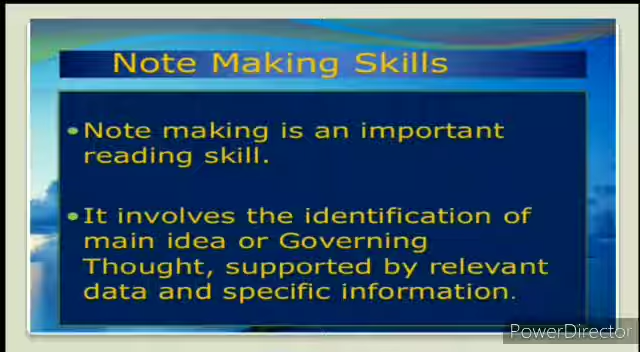 Note Making Skills
•Note making is an important
reading skill.
•It involves the identification of
main idea or Governing
Thought, supported by relevant
data and specific information.
PowerDirector